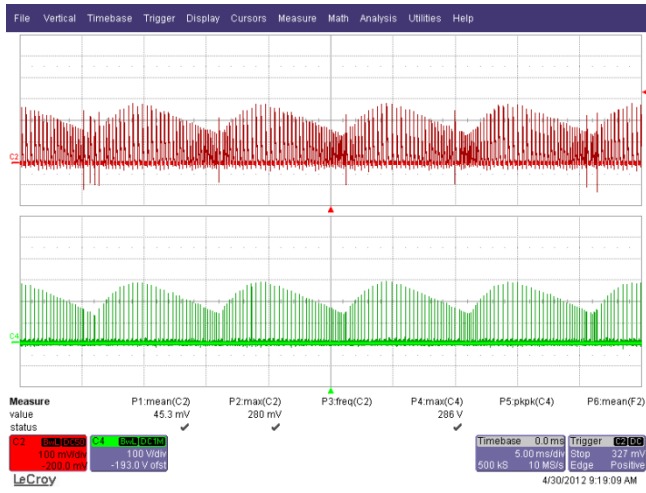 File Vertical Timebase Trigger Display Cursors Measure Math Analysis Utilities Help
C2
C4
Measure P1:mean(C2) P2:max(C2) P3:freq(C2) P4:max(C4) P5:pkpk(C4) P6:mean(F2)
value 45.3 mV 280 mV 286 V
status
C2 BwL DC50 C4 BwL DC1M Timebase 0.0 ms Trigger C2 DC
100 mV/div 100 V/div 5.00 ms/div Stop 327 mV
-200.0 mV -193.0 V ofst 500 kS 10 MS/s Edge Positive
LeCroy 4/30/2012 9:19:09 AM